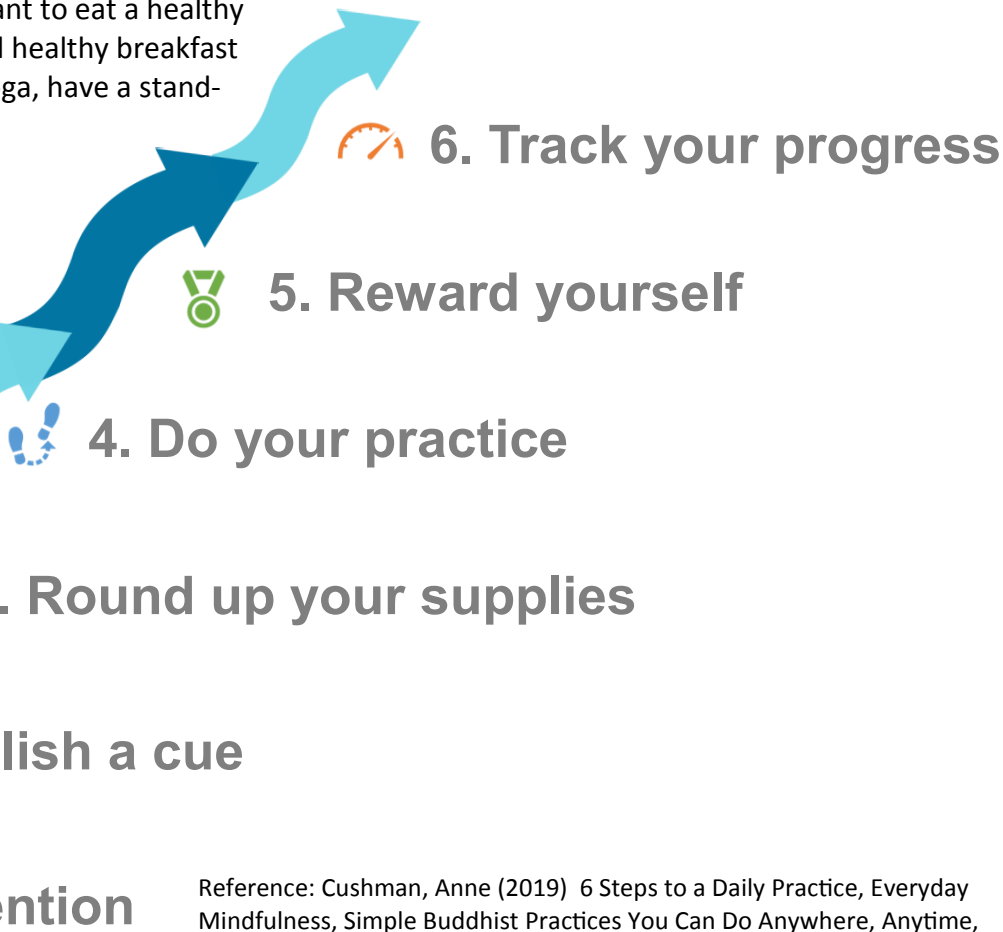 ant to eat a healthy
l healthy breakfast
ga, have a stand-
6. Track your progress
5. Reward yourself
4. Do your practice
. Round up your supplies
lish a cue
ention
Reference: Cushman, Anne (2019) 6 Steps to a Daily Practice, Everyday
Mindfulness, Simple Buddhist Practices You Can Do Anywhere, Anytime,